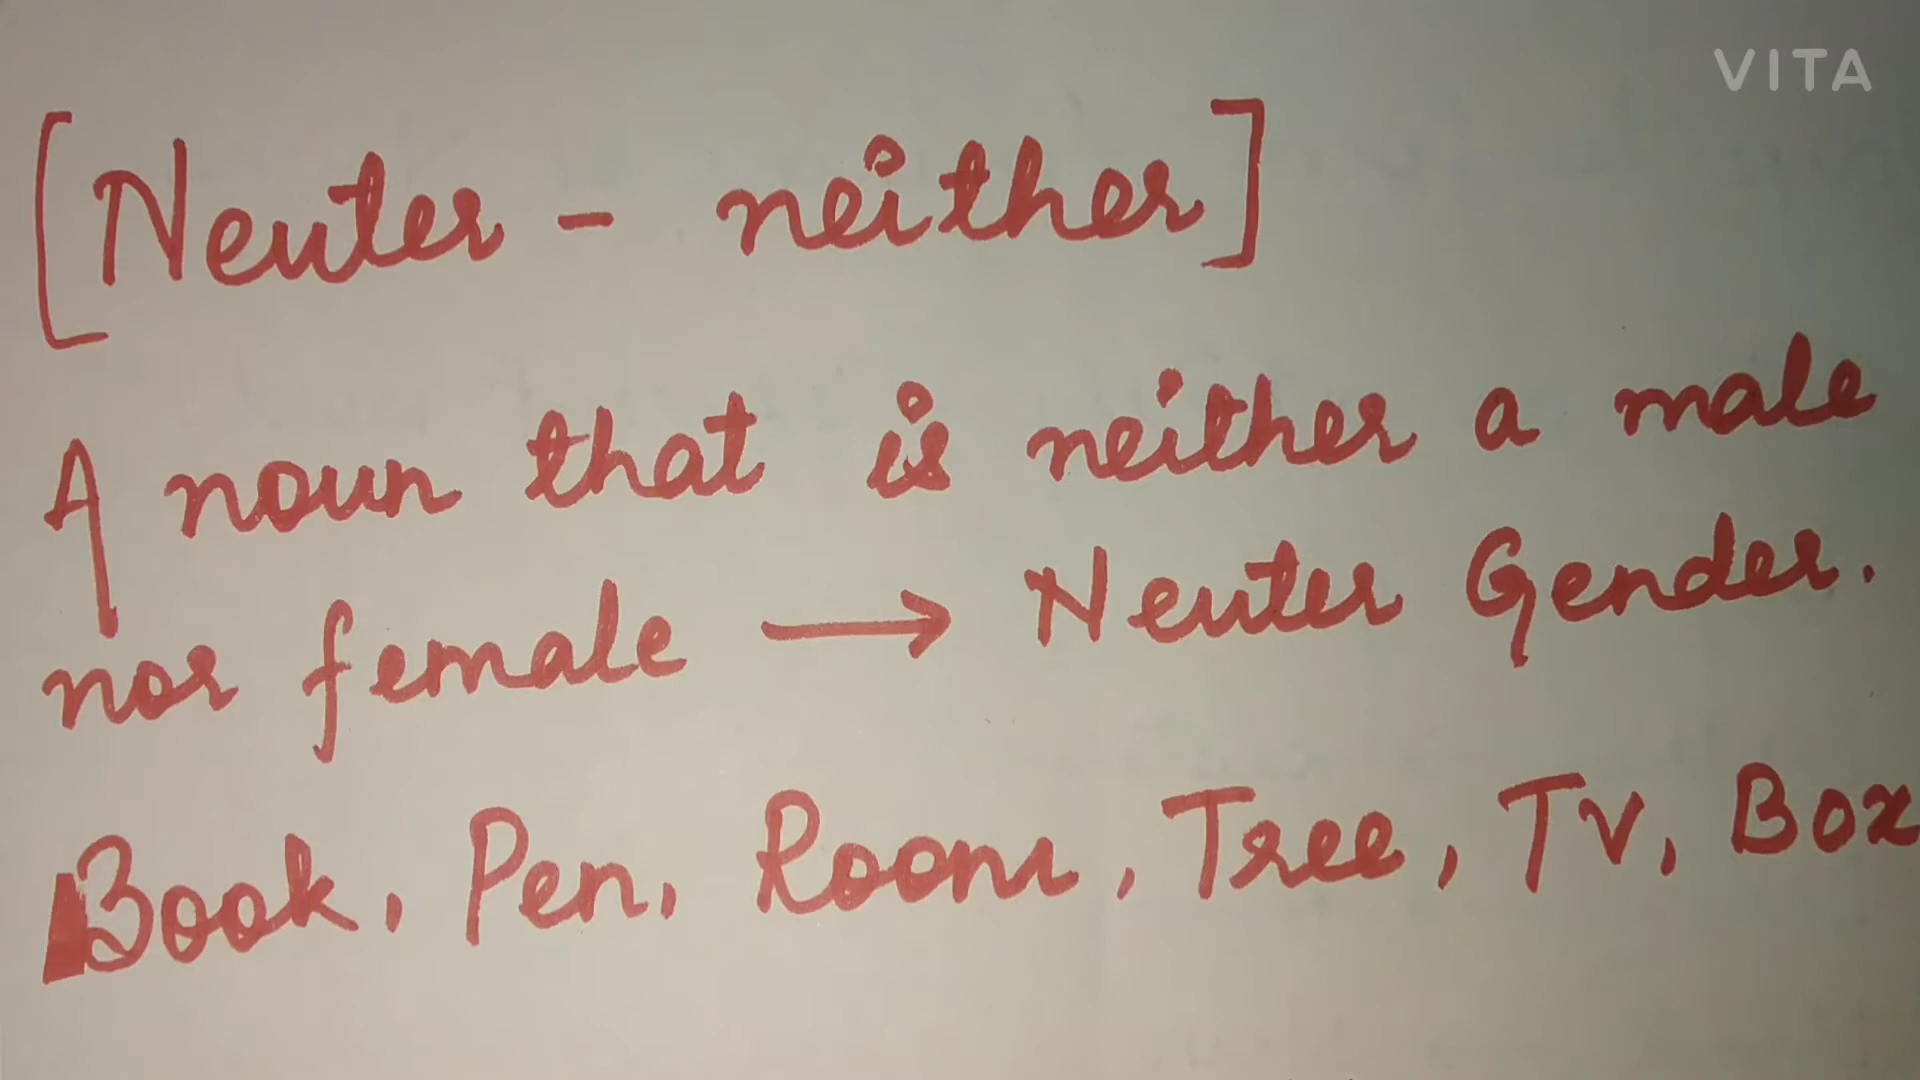 VITA
[Neuter - neither]
A noun that is neither a male
nor female → Neuter Gender.
Book, Pen, Room, Tree, TV, Box